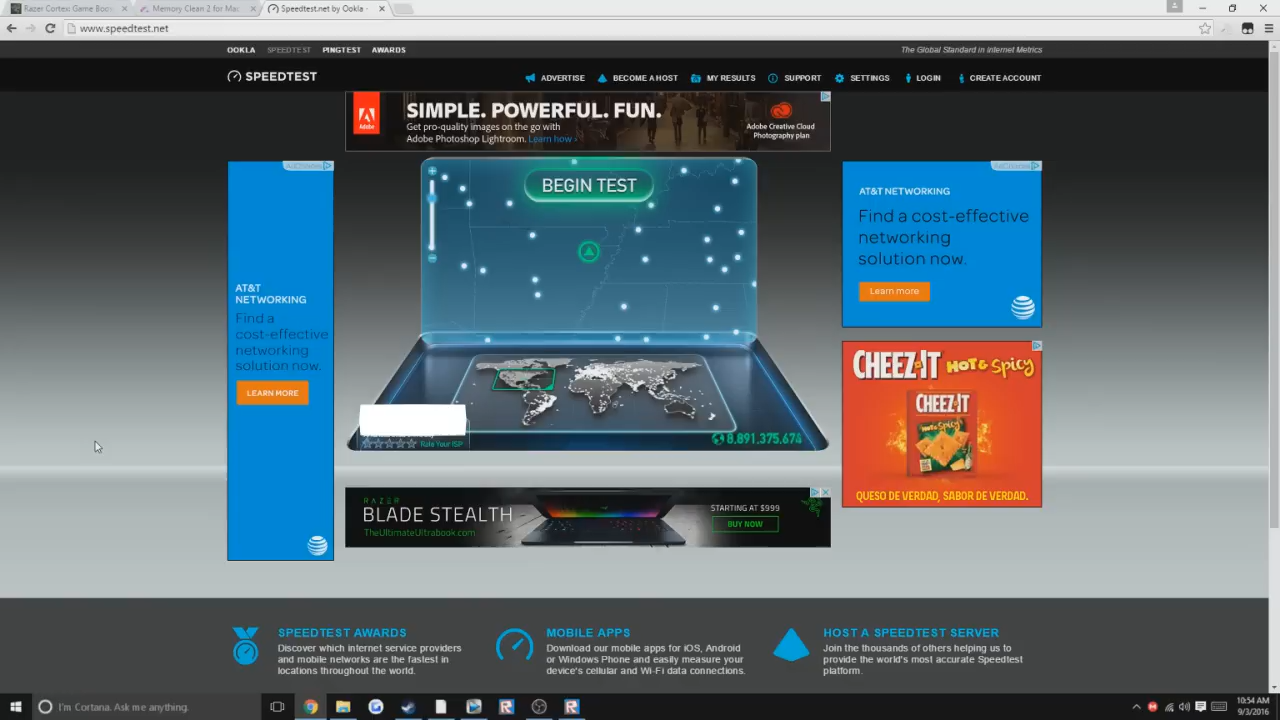 Razer Cortex: Game Boos
Memory Clean 2 for Ma
Speedtest.net by Ookla -
www.speedtest.net
OOKLA SPEEDTEST PINGTEST AWARDS
The Global Standard in Internet Metrics
SPEEDTEST
ADVERTISE BECOME A HOST MY RESULTS SUPPORT SETTINGS LOGIN CREATE ACCOUNT
Adobe
SIMPLE. POWERFUL. FUN.
Get pro-quality images on the go with
Adobe Photoshop Lightroom. Learn how ›
Adobe Creative Cloud
Photography plan
AdChoices
AT&T
NETWORKING
Find a
cost-effective
networking
solution now.
LEARN MORE
BEGIN TEST
Rate Your ISP
8,891,375,674
AdChoices
AT&T NETWORKING
Find a cost-effective
networking
solution now.
Learn more
CHEEZ-IT HOT & Spicy
CHEEZ-IT
HOT & Spicy
QUESO DE VERDAD, SABOR DE VERDAD.
RAZER
BLADE STEALTH
TheUltimateUltrabook.com
STARTING AT $999
BUY NOW
SPEEDTEST AWARDS
Discover which internet service providers
and mobile networks are the fastest in
locations throughout the world.
MOBILE APPS
Download our mobile apps for iOS, Android
or Windows Phone and easily measure your
device's cellular and Wi-Fi data connections.
HOST A SPEEDTEST SERVER
Join the thousands of others helping us to
provide the world's most accurate Speedtest
platform.
I'm Cortana. Ask me anything.
10:54 AM
9/3/2016